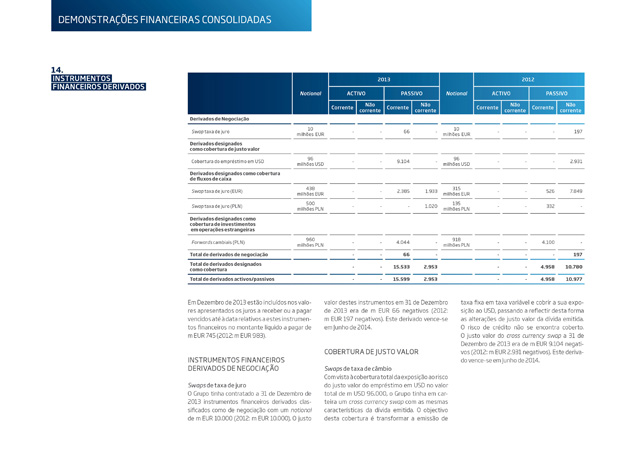 DEMONSTRAÇÕES FINANCEIRAS CONSOLIDADAS
14.
INSTRUMENTOS
FINANCEIROS DERIVADOS
2013 2012
Notional ACTIVO PASSIVO Notional ACTIVO PASSIVO
Corrente Não corrente Corrente Não corrente Corrente Não corrente Corrente Não corrente
Derivados de Negociação
Swap taxa de juro 10 milhões EUR - - 66 - 10 milhões EUR - - - 197
Derivados designados
como cobertura de justo valor
Cobertura do empréstimo em USD 96 milhões USD - - 9.104 - 96 milhões USD - - - 2.931
Derivados designados como cobertura
de fluxos de caixa
Swap taxa de juro (EUR) 438 milhões EUR - - 2.385 1.933 315 milhões EUR - - 526 7.849
Swap taxa de juro (PLN) 500 milhões PLN - - - 1.020 195 milhões PLN - - 332 -
Derivados designados como
cobertura de investimentos
em operações estrangeiras
Forwards cambiais (PLN) 960 milhões PLN - - 4.044 - 918 milhões PLN - - 4.100 -
Total de derivados de negociação - - 66 - - - - 197
Total de derivados designados
como cobertura - - 15.533 2.953 - - 4.958 10.780
Total de derivados activos/passivos - - 15.599 2.953 - - 4.958 10.977
Em Dezembro de 2013 estão incluídos nos valo-
res apresentados os juros a receber ou a pagar
vencidos até à data relativos a estes instrumen-
tos financeiros no montante líquido a pagar de
m EUR 745 (2012: m EUR 983).
INSTRUMENTOS FINANCEIROS
DERIVADOS DE NEGOCIAÇÃO
Swaps de taxa de juro
O Grupo tinha contratado a 31 de Dezembro de
2013 instrumentos financeiros derivados clas-
sificados como de negociação com um notional
de m EUR 10.000 (2012: m EUR 10.000). O justo
valor destes instrumentos em 31 de Dezembro
de 2013 era de m EUR 66 negativos (2012:
m EUR 197 negativos). Este derivado vence-se
em Junho de 2014.
COBERTURA DE JUSTO VALOR
Swaps de taxa de câmbio
Com vista à cobertura total da exposição ao risco
do justo valor do empréstimo em USD no valor
total de m USD 96.000, o Grupo tinha em car-
teira um cross currency swap com as mesmas
características da dívida emitida. O objectivo
desta cobertura é transformar a emissão de
taxa fixa em taxa variável e cobrir a sua expo-
sição ao USD, passando a reflectir desta forma
as alterações de justo valor da dívida emitida.
O risco de crédito não se encontra coberto.
O justo valor do cross currency swap a 31 de
Dezembro de 2013 era de m EUR 9.104 negati-
vos (2012: m EUR 2.931 negativos). Este deriva-
do vence-se em Junho de 2014.